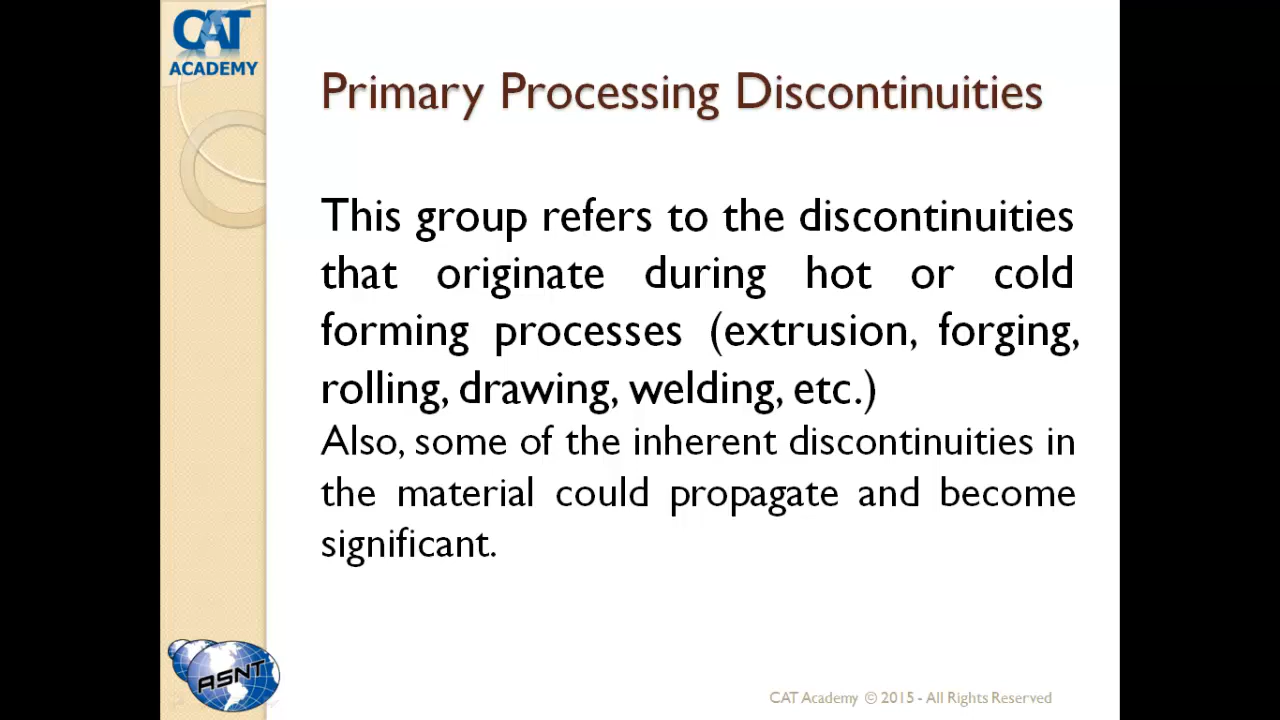 CAT
ACADEMY
Primary Processing Discontinuities
This group refers to the discontinuities
that originate during hot or cold
forming processes (extrusion, forging,
rolling, drawing, welding, etc.)
Also, some of the inherent discontinuities in
the material could propagate and become
significant.
ASNT
CAT Academy © 2015 - All Rights Reserved